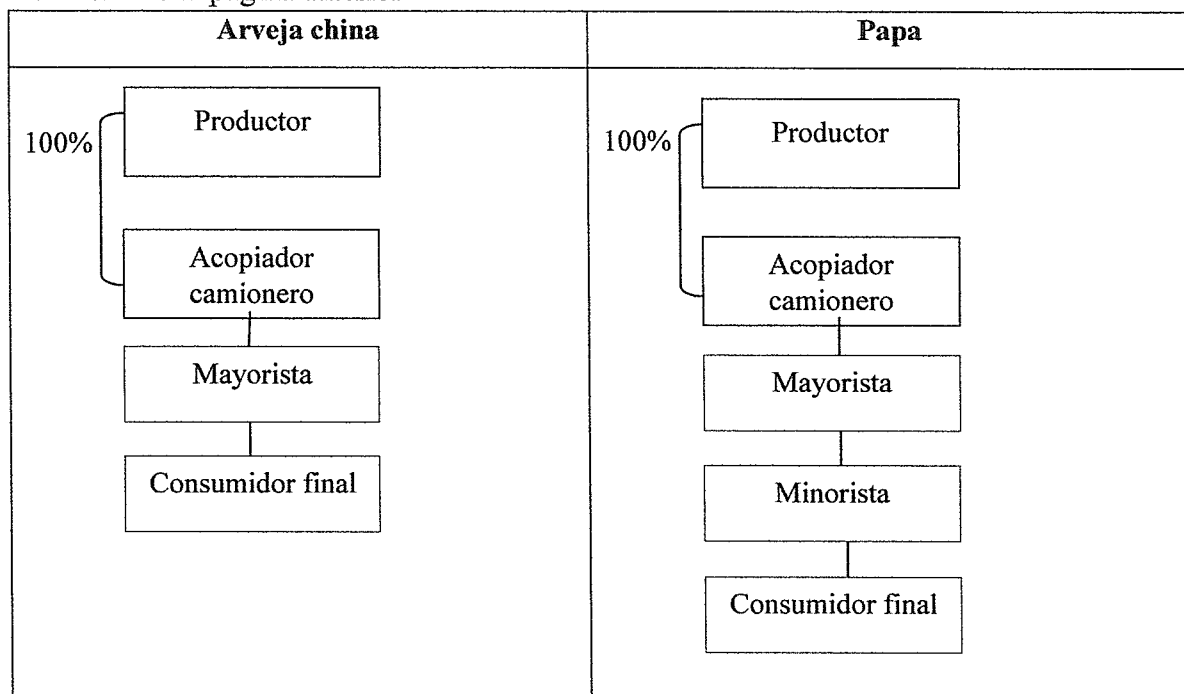 Arveja china
Productor
100%
Acopiador
camionero
Mayorista
Consumidor final
Papa
Productor
100%
Acopiador
camionero
Mayorista
Minorista
Consumidor final